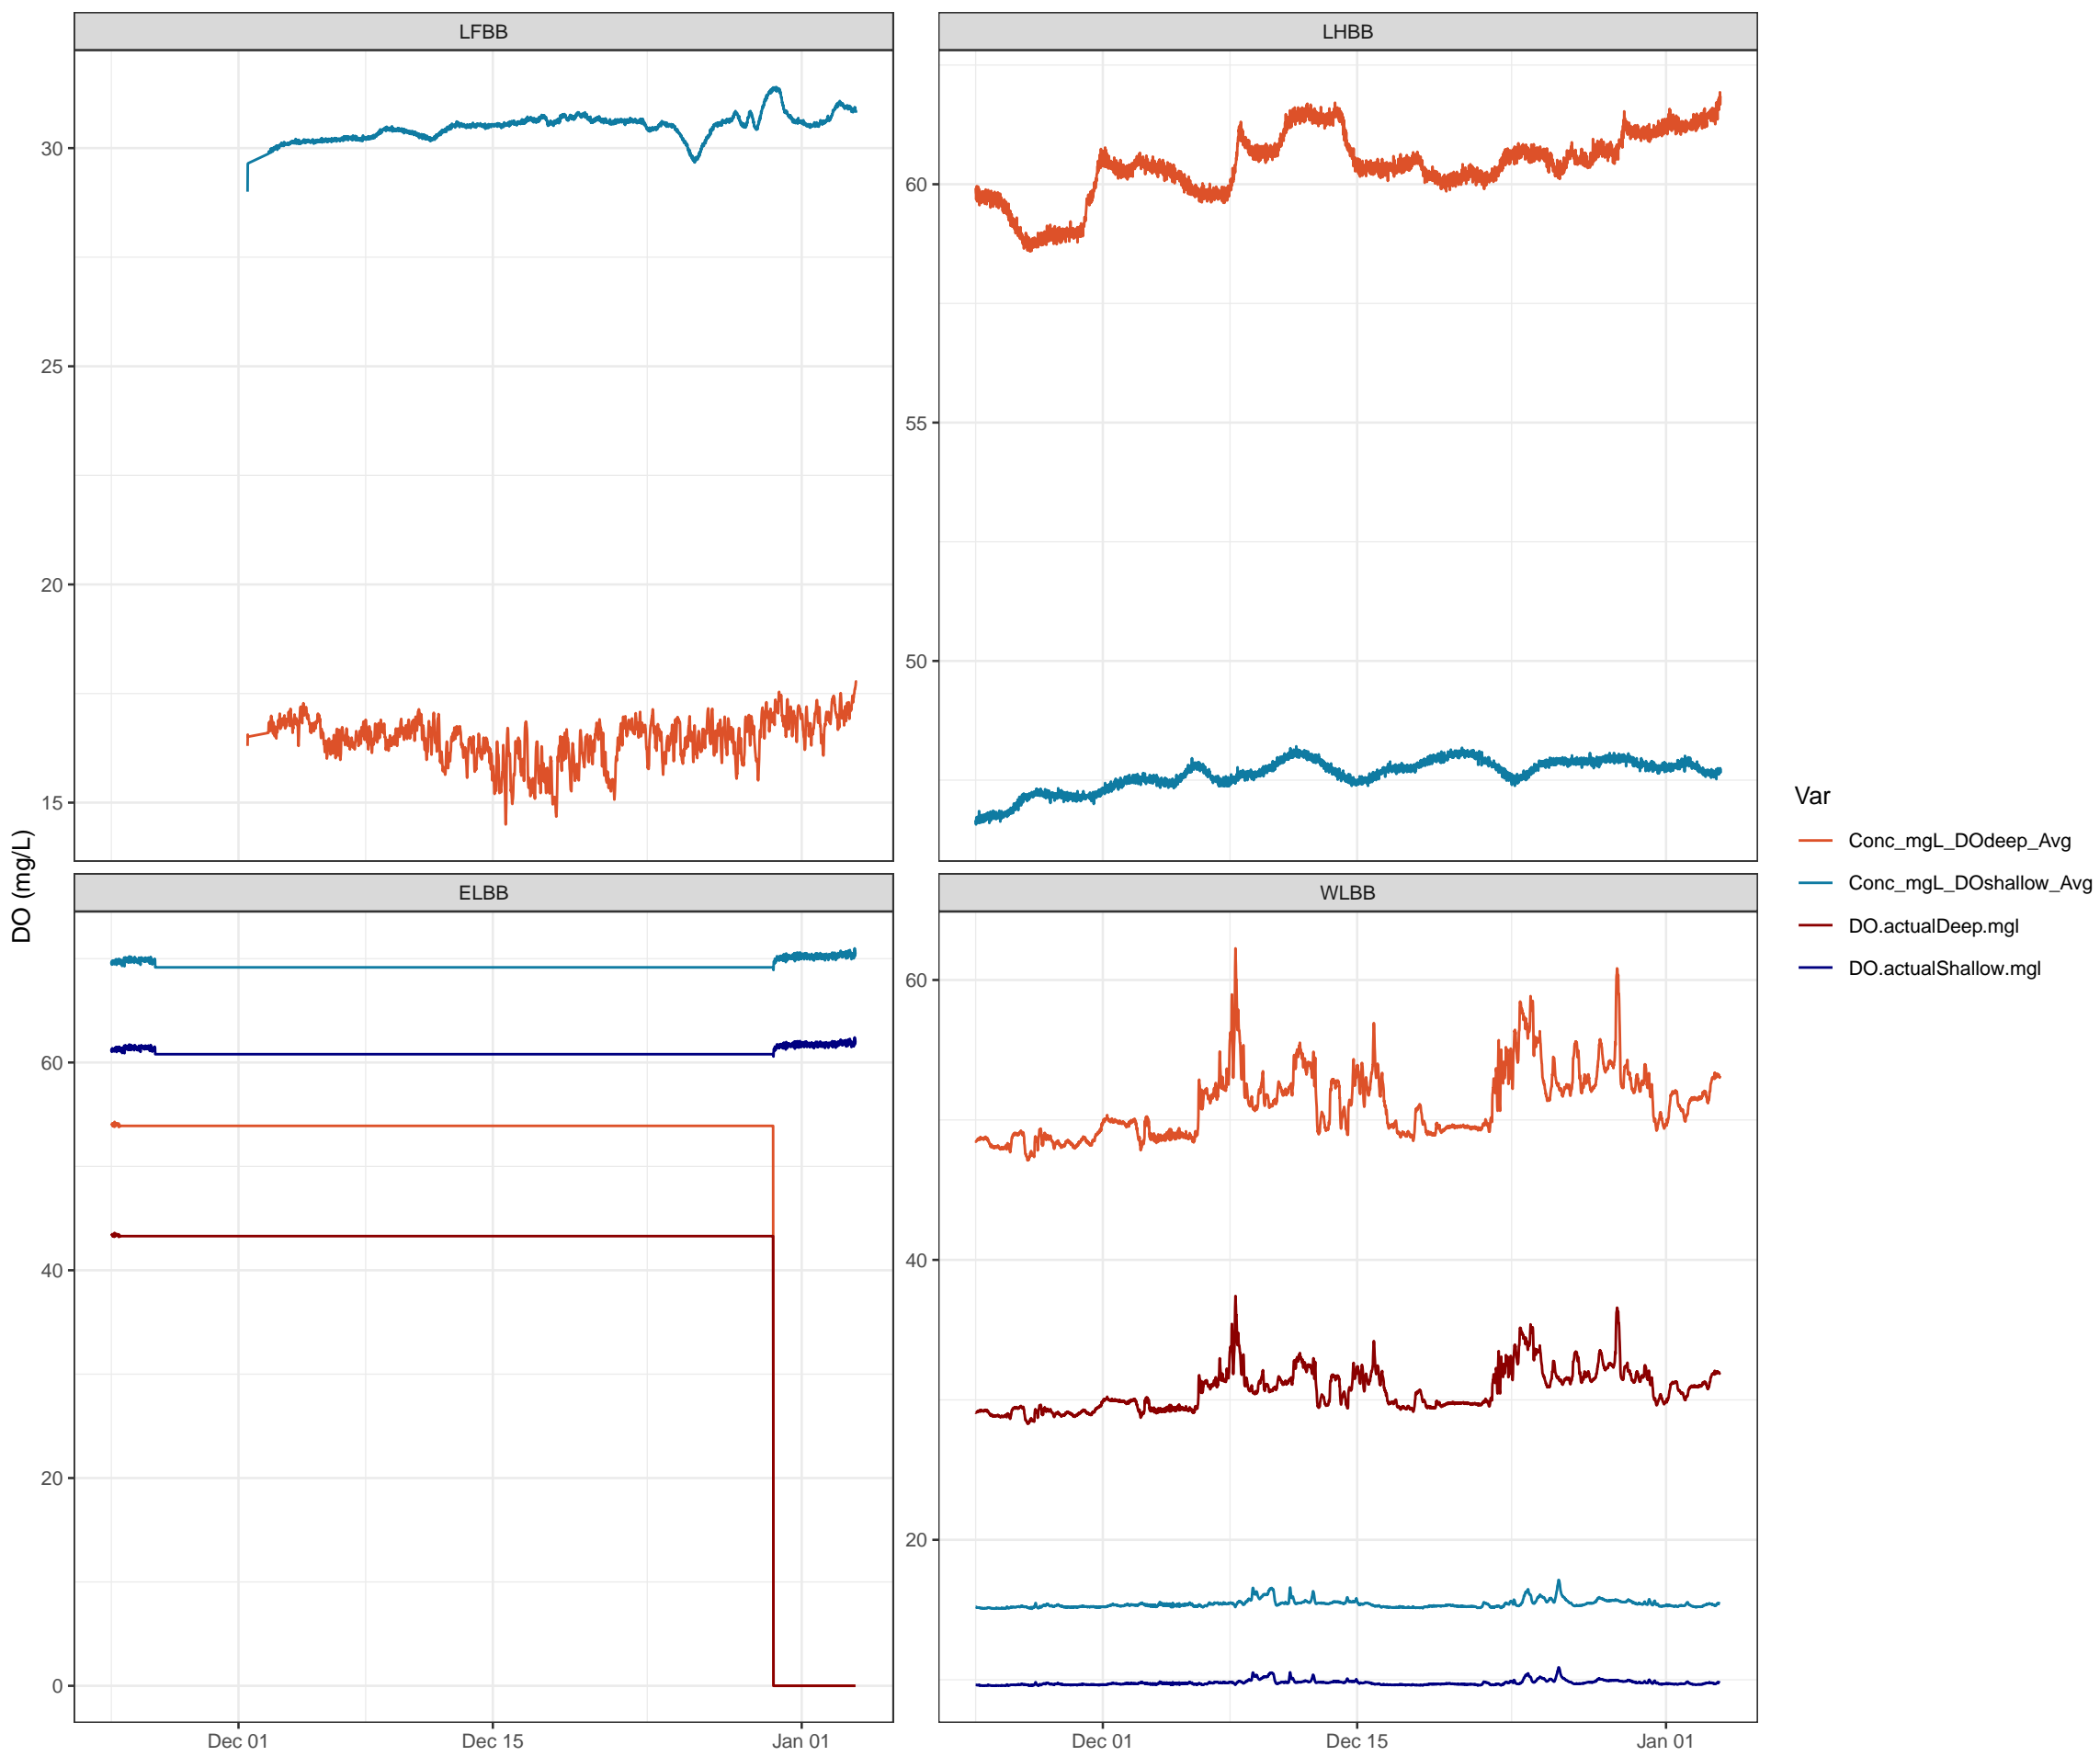 LFBB
LHBB
30
25
20
15
60
55
50
ELBB
WLBB
60
40
20
0
60
40
20
Dec 01
Dec 15
Jan 01
Dec 01
Dec 15
Jan 01
DO (mg/L)
Var
Conc_mgL_DOdeep_Avg
Conc_mgL_DOshallow_Avg
DO.actualDeep.mgl
DO.actualShallow.mgl